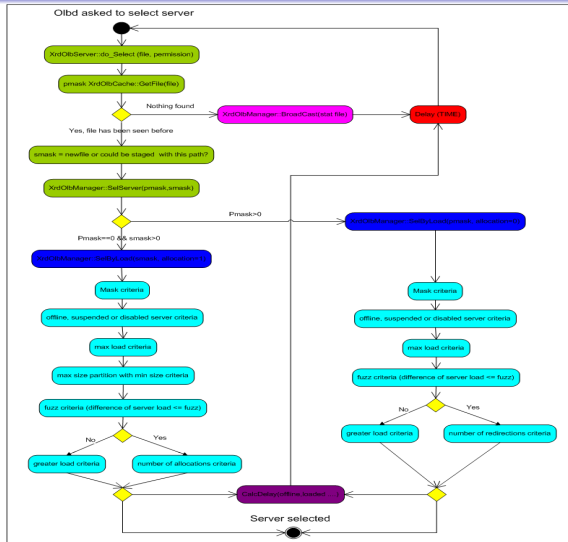 Olbd asked to select server
XrdOlbServer::do_Select (file, permission)
pmask XrdOlbCache::GetFile(file)
Nothing found
XrdOlbManager::BroadCast(stat file)
Delay (TIME)
Yes, file has been seen before
smask = newfile or could be staged with this path?
XrdOlbManager::SelServer(pmask,smask)
Pmask>0
Pmask==0 && smask>0
Mask criteria
offline, suspended or disabled server criteria
max load criteria
max size partition with min size criteria
fuzz criteria (difference of server load <= fuzz)
No
Yes
greater load criteria
number of allocations criteria
Mask criteria
offline, suspended or disabled server criteria
max load criteria
fuzz criteria (difference of server load <= fuzz)
No
Yes
greater load criteria
number of redirections criteria
Server selected